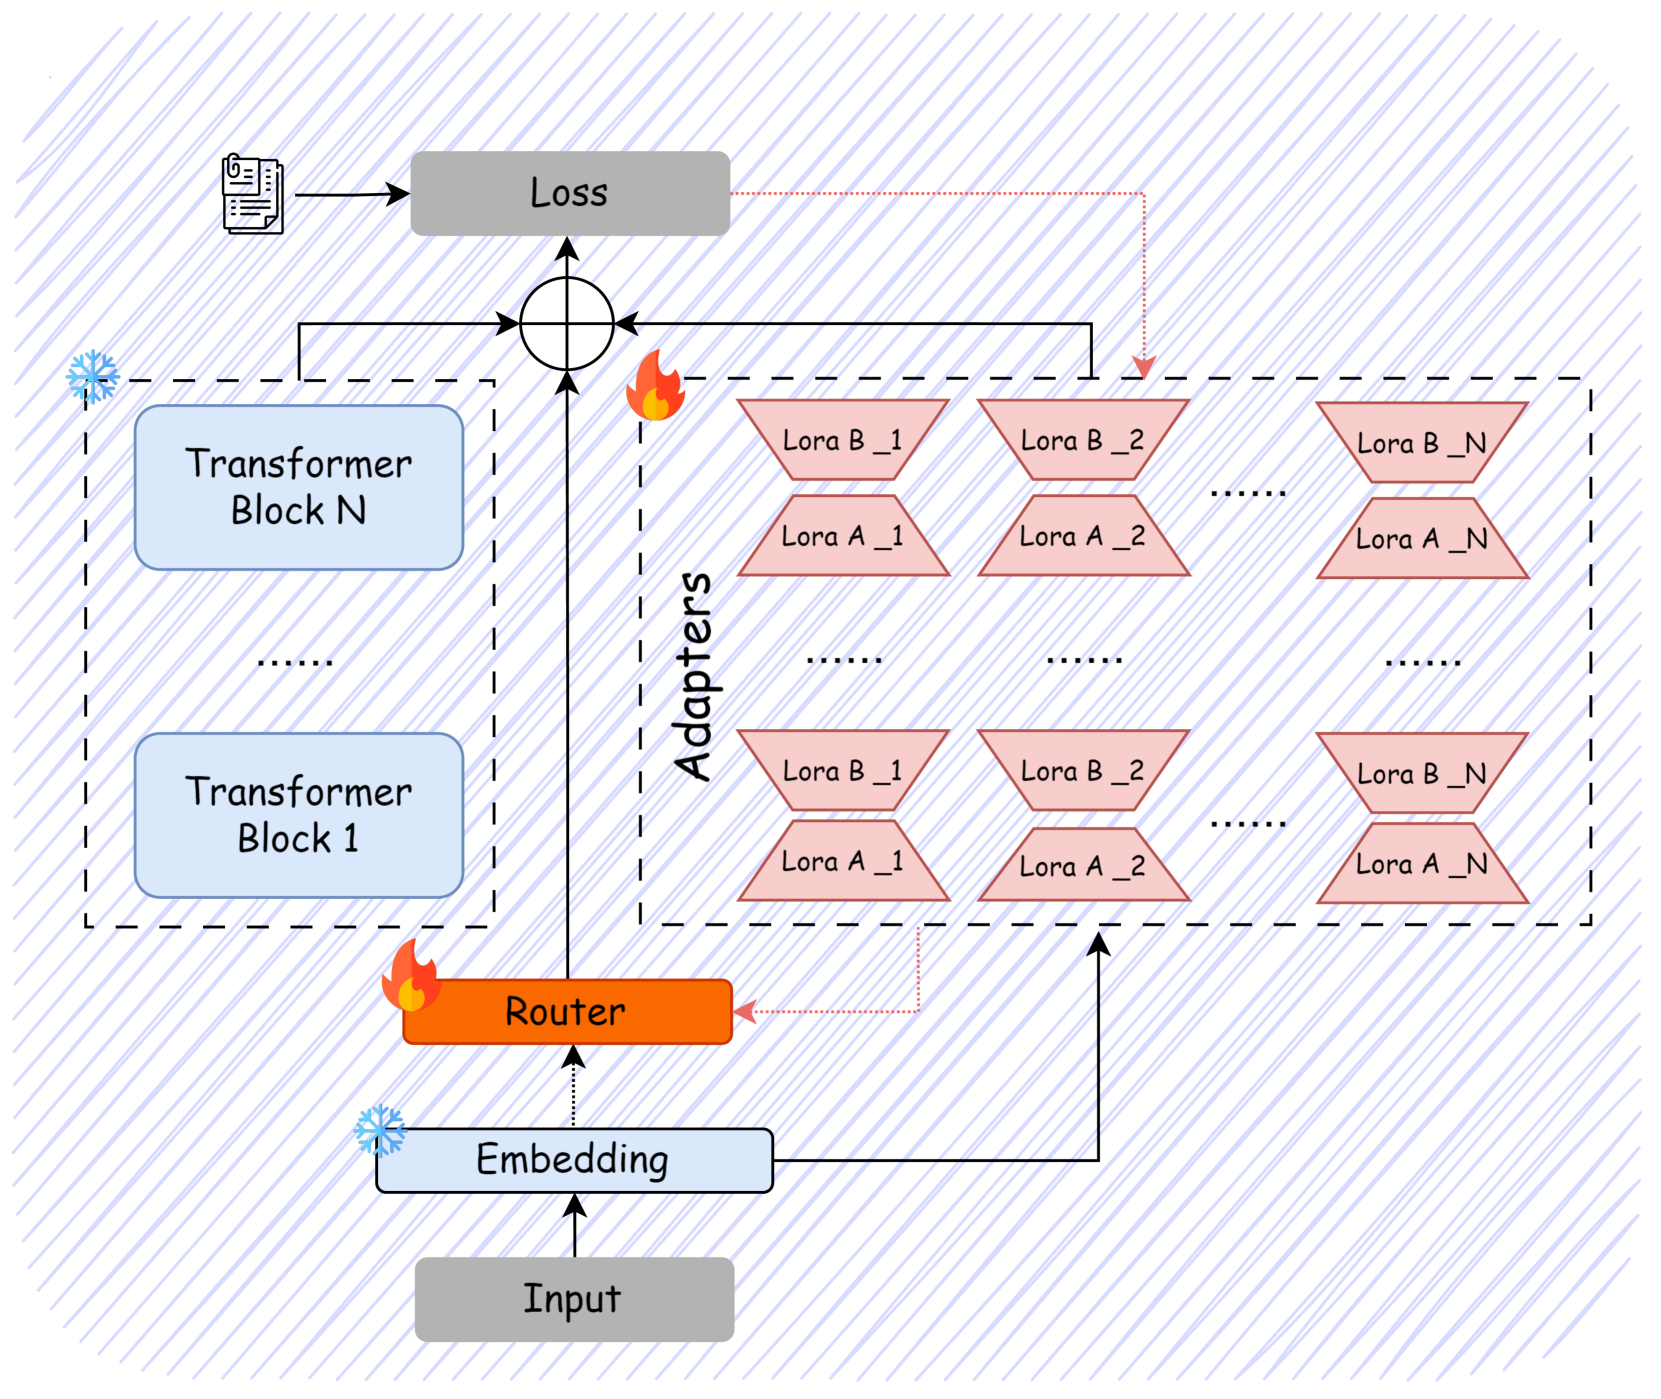 Loss
Transformer
Block N
......
Transformer
Block 1
Adapters
Lora B _1
Lora B _2
Lora B _N
......
Lora A _1
Lora A _2
Lora A _N
......
......
......
Lora B _1
Lora B _2
Lora B _N
......
Lora A _1
Lora A _2
Lora A _N
Router
Embedding
Input